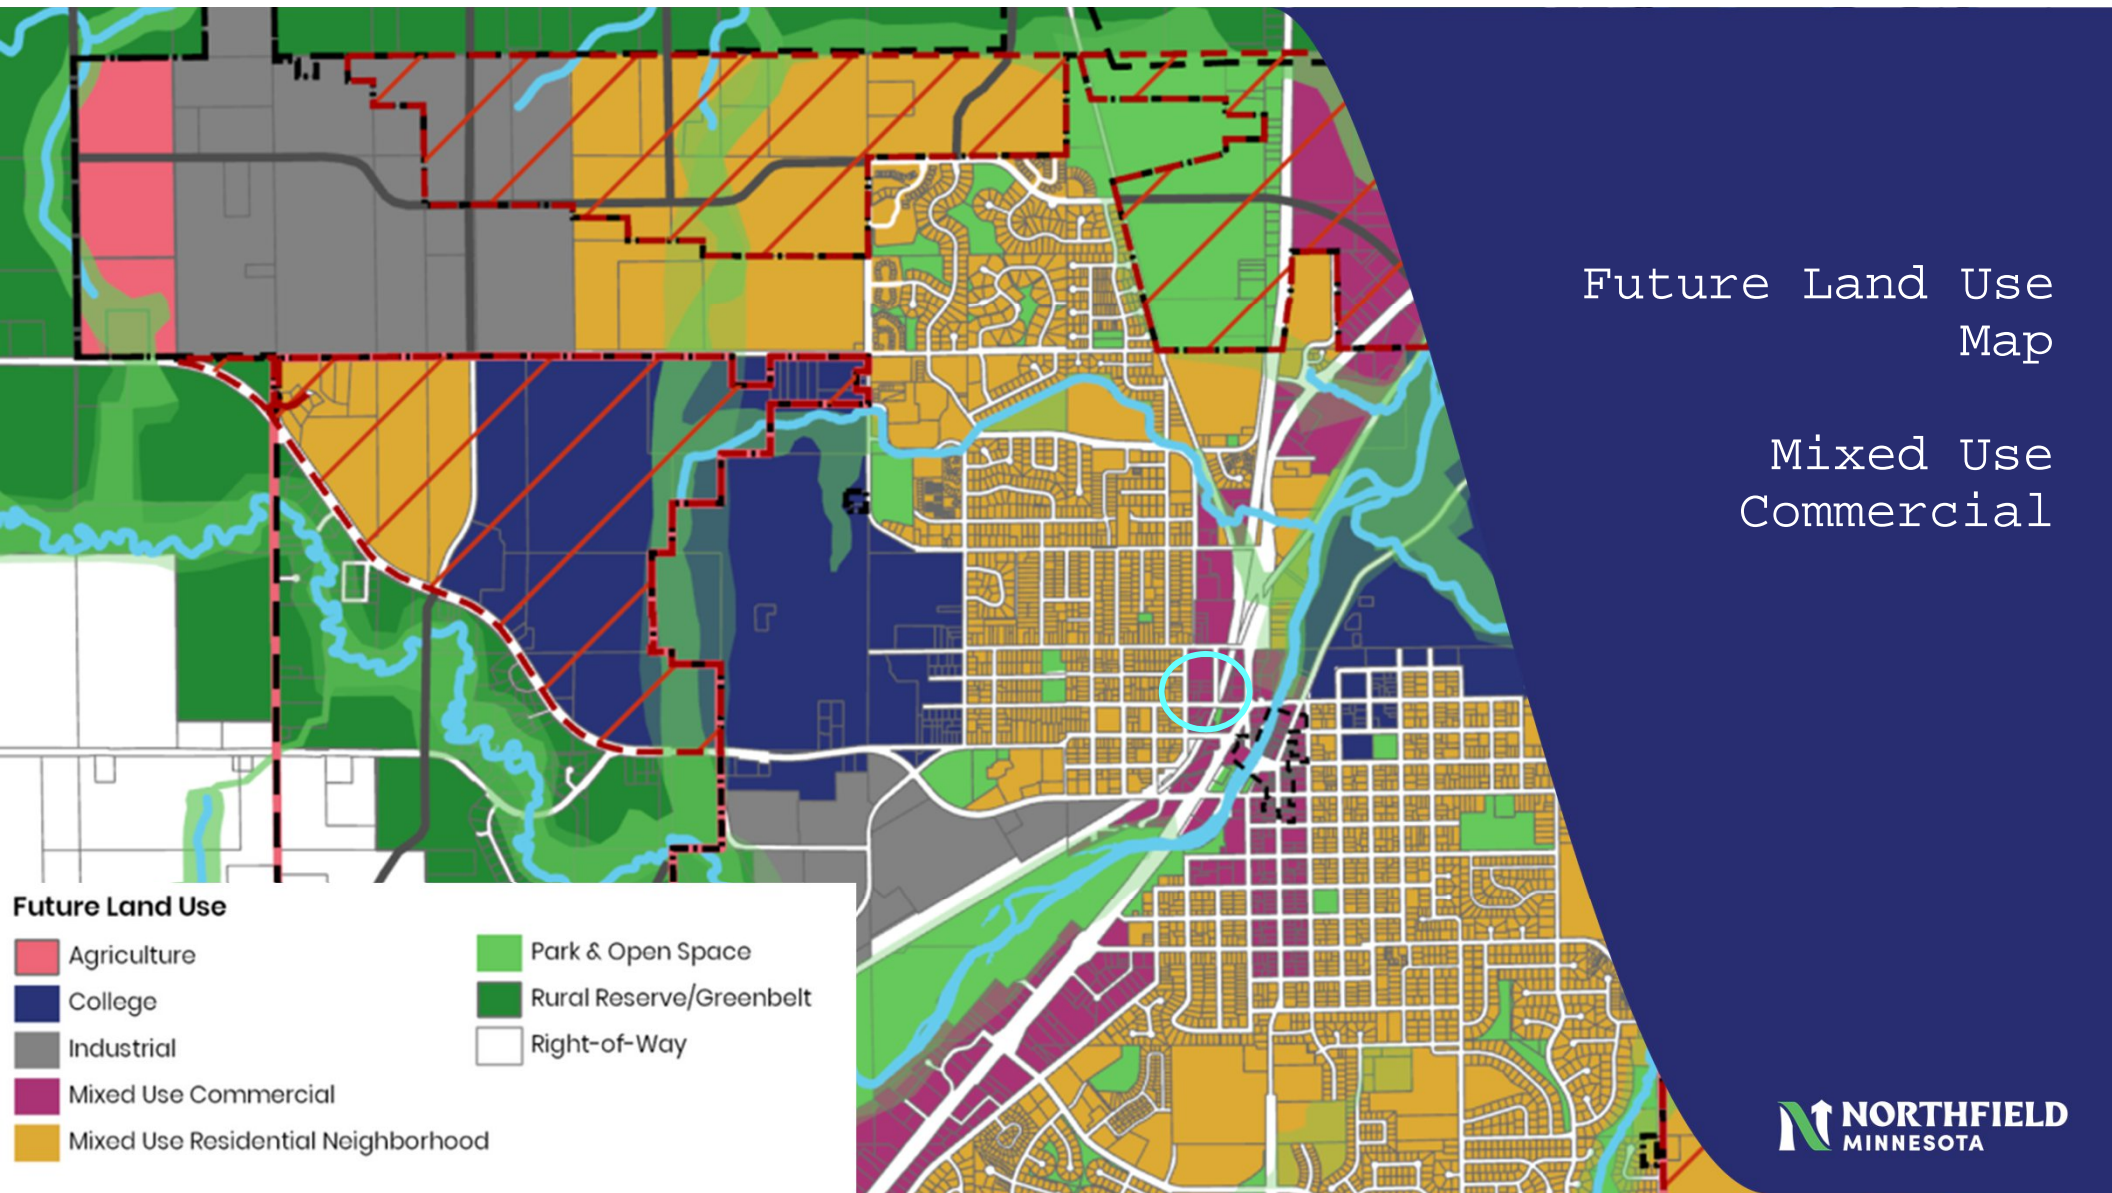 Future Land Use
Map
Mixed Use
Commercial
Future Land Use
Agriculture
College
Industrial
Mixed Use Commercial
Mixed Use Residential Neighborhood
Park & Open Space
Rural Reserve/Greenbelt
Right-of-Way
NORTHFIELD
MINNESOTA